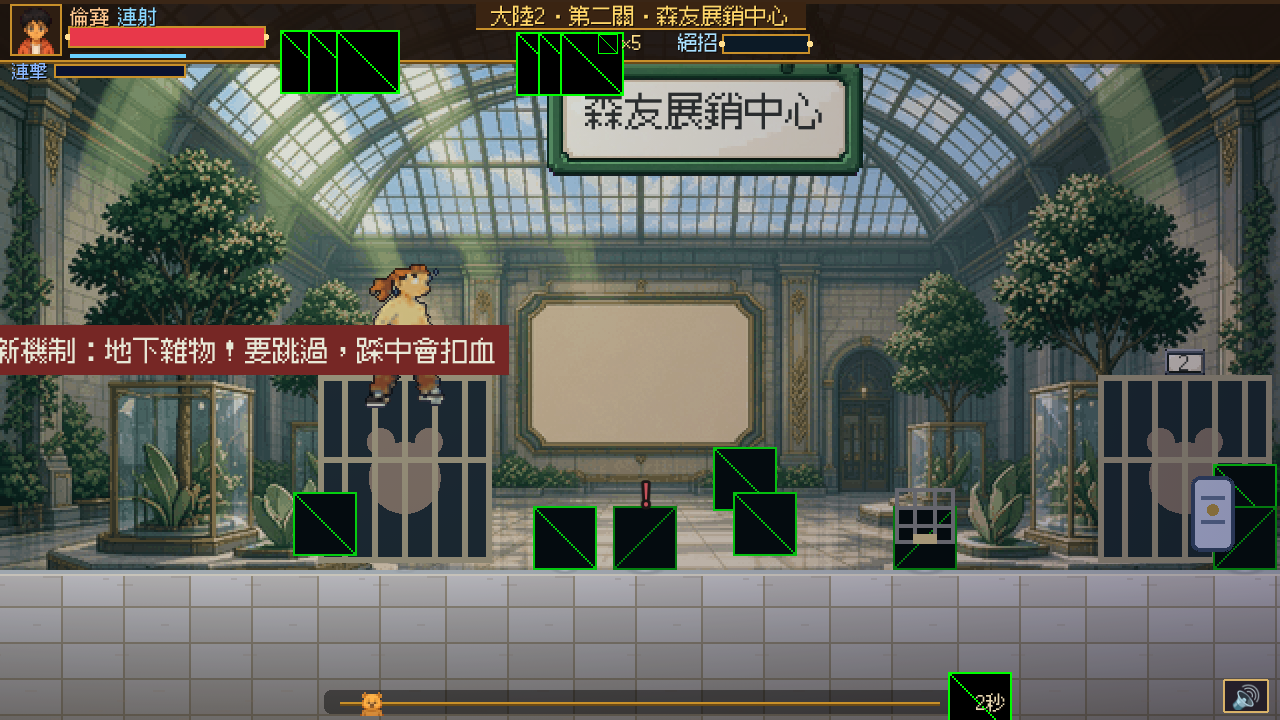 倫寶 連射
大陸2・第二關・森友展銷中心
×5
絕招
連擊
森友展銷中心
新機制：地下雜物！要跳過，踩中會扣血
2
!
2秒